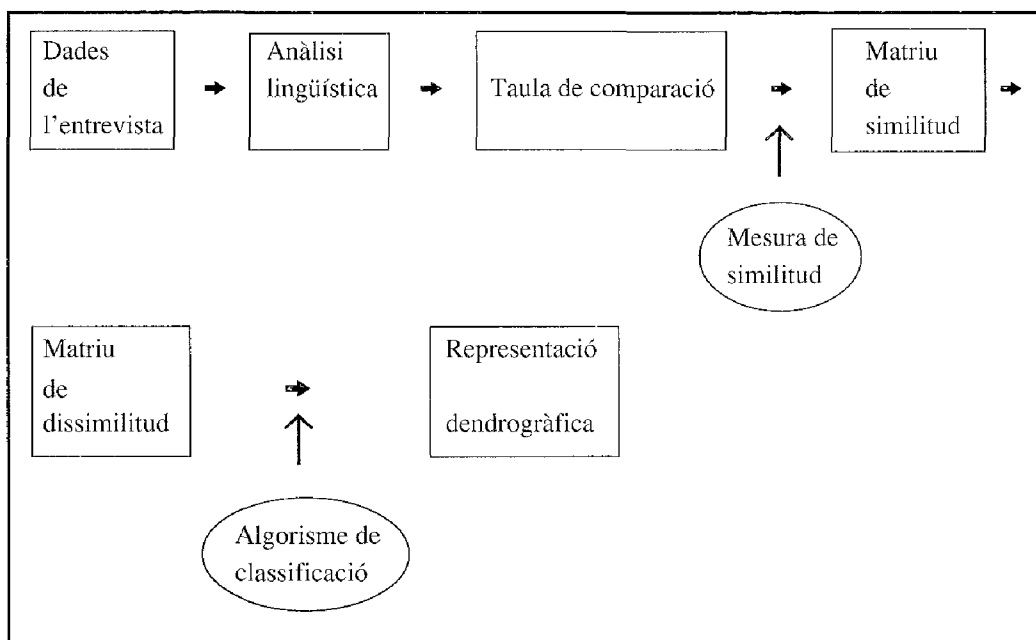 Dades
de
l'entrevista
Anàlisi
lingüística
Taula de comparació
Matriu
de
similitud
Mesura de
similitud
Matriu
de
dissimilitud
Representació
dendrogràfica
Algorisme de
classificació